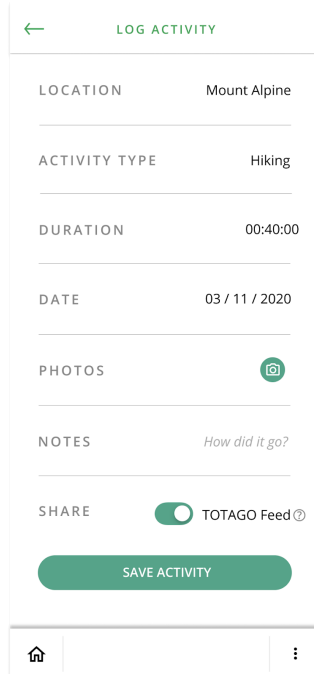 LOG ACTIVITY
LOCATION Mount Alpine
ACTIVITY TYPE Hiking
DURATION 00:40:00
DATE 03 / 11 / 2020
PHOTOS
NOTES How did it go?
SHARE TOTAGO Feed ?
SAVE ACTIVITY